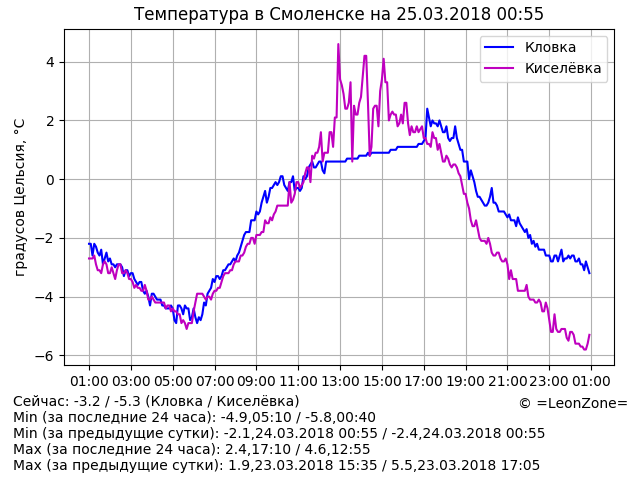 Температура в Смоленске на 25.03.2018 00:55
градусов Цельсия, °C
4
2
0
−2
−4
−6
Кловка
Киселёвка
01:00 03:00 05:00 07:00 09:00 11:00 13:00 15:00 17:00 19:00 21:00 23:00 01:00
Сейчас: -3.2 / -5.3 (Кловка / Киселёвка)
© =LeonZone=
Min (за последние 24 часа): -4.9,05:10 / -5.8,00:40
Min (за предыдущие сутки): -2.1,24.03.2018 00:55 / -2.4,24.03.2018 00:55
Max (за последние 24 часа): 2.4,17:10 / 4.6,12:55
Max (за предыдущие сутки): 1.9,23.03.2018 15:35 / 5.5,23.03.2018 17:05